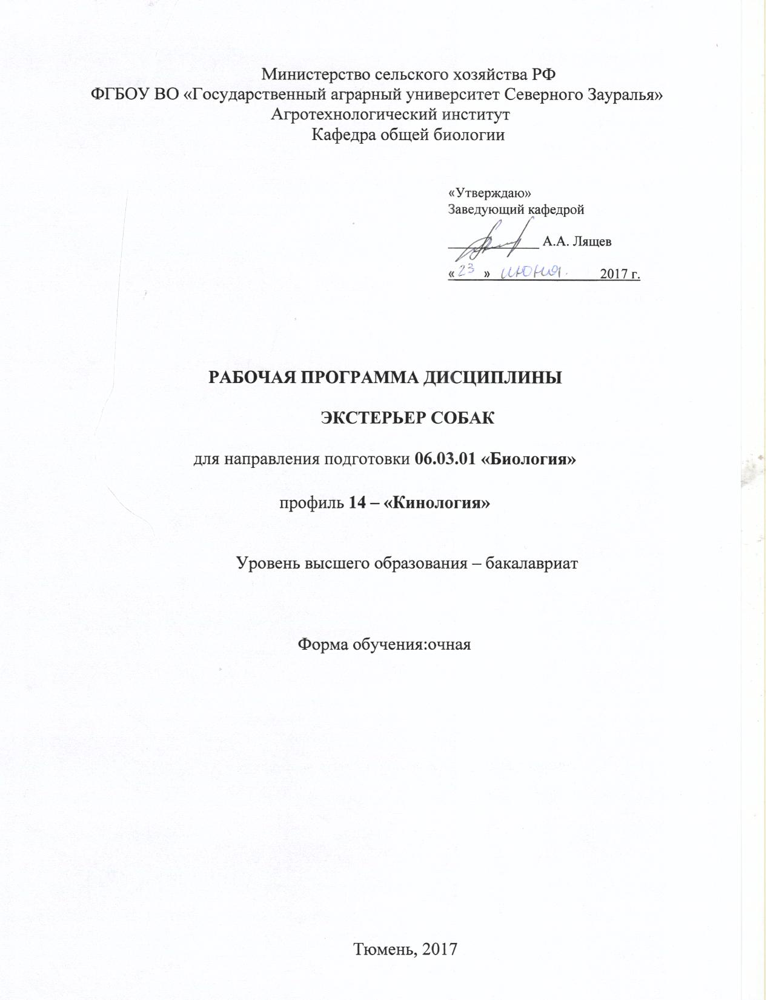 Министерство сельского хозяйства РФ
ФГБОУ ВО «Государственный аграрный университет Северного Зауралья»
Агротехнологический институт
Кафедра общей биологии
«Утверждаю»
Заведующий кафедрой
А.А. Лящев
«23» июня. 2017 г.
РАБОЧАЯ ПРОГРАММА ДИСЦИПЛИНЫ
ЭКСТЕРЬЕР СОБАК
для направления подготовки 06.03.01 «Биология»
профиль 14 – «Кинология»
Уровень высшего образования – бакалавриат
Форма обучения:очная
Тюмень, 2017